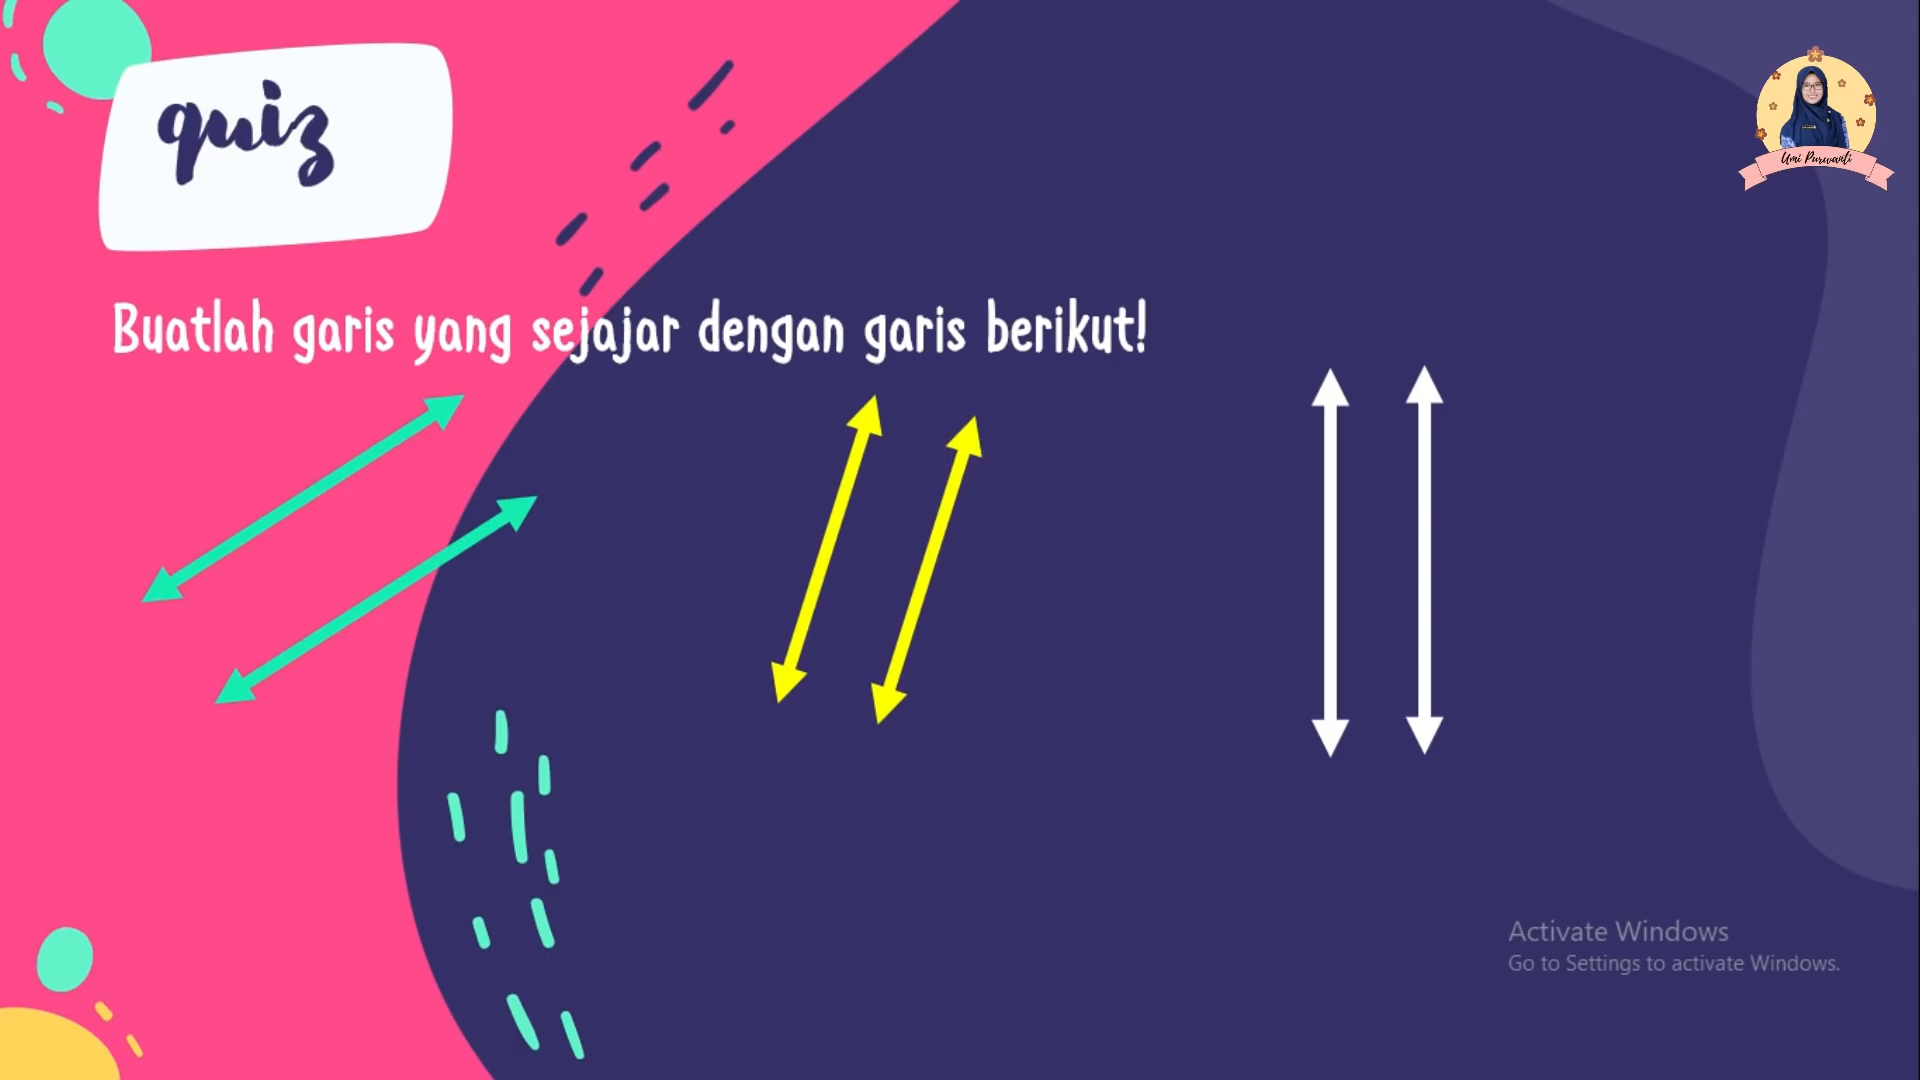 quiz
Umi Purwanti
Buatlah garis yang sejajar dengan garis berikut!
Activate Windows
Go to Settings to activate Windows.